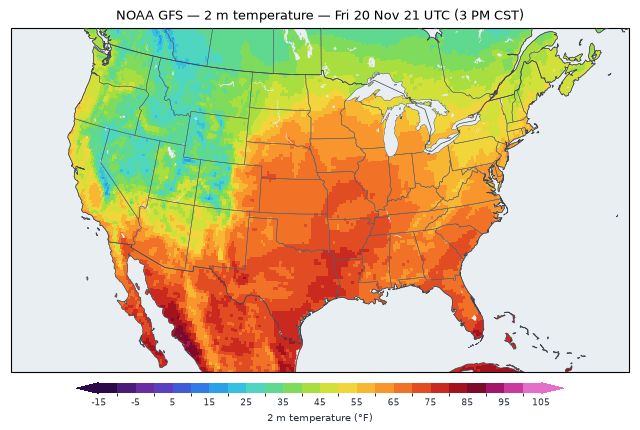 NOAA GFS — 2 m temperature — Fri 20 Nov 21 UTC (3 PM CST)
-15 -5 5 15 25 35 45 55 65 75 85 95 105
2 m temperature (°F)